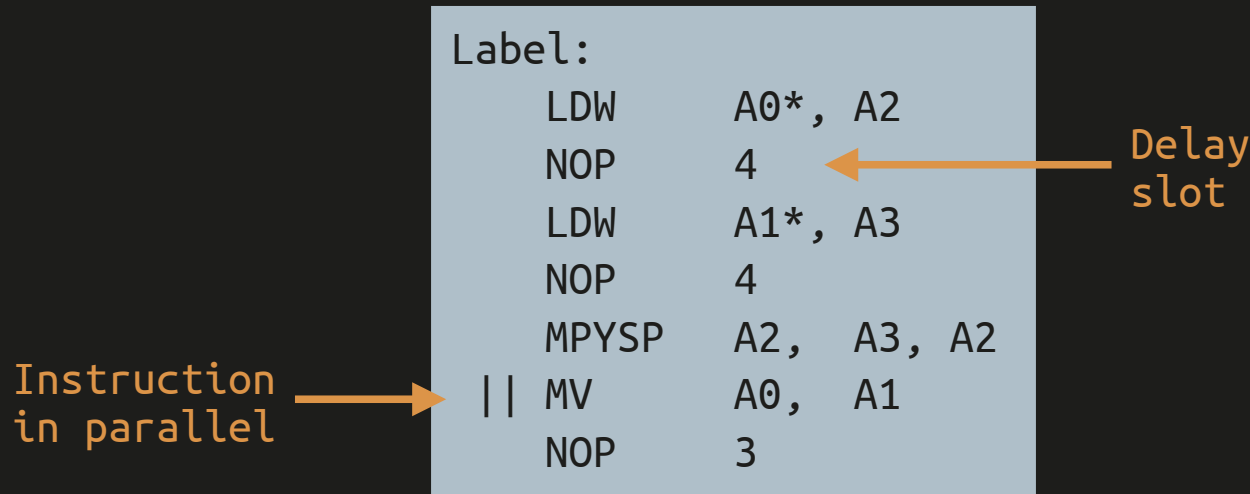 Label:
LDW A0*, A2
NOP 4
Delay
slot
LDW A1*, A3
NOP 4
MPYSP A2, A3, A2
Instruction
in parallel
|| MV A0, A1
NOP 3